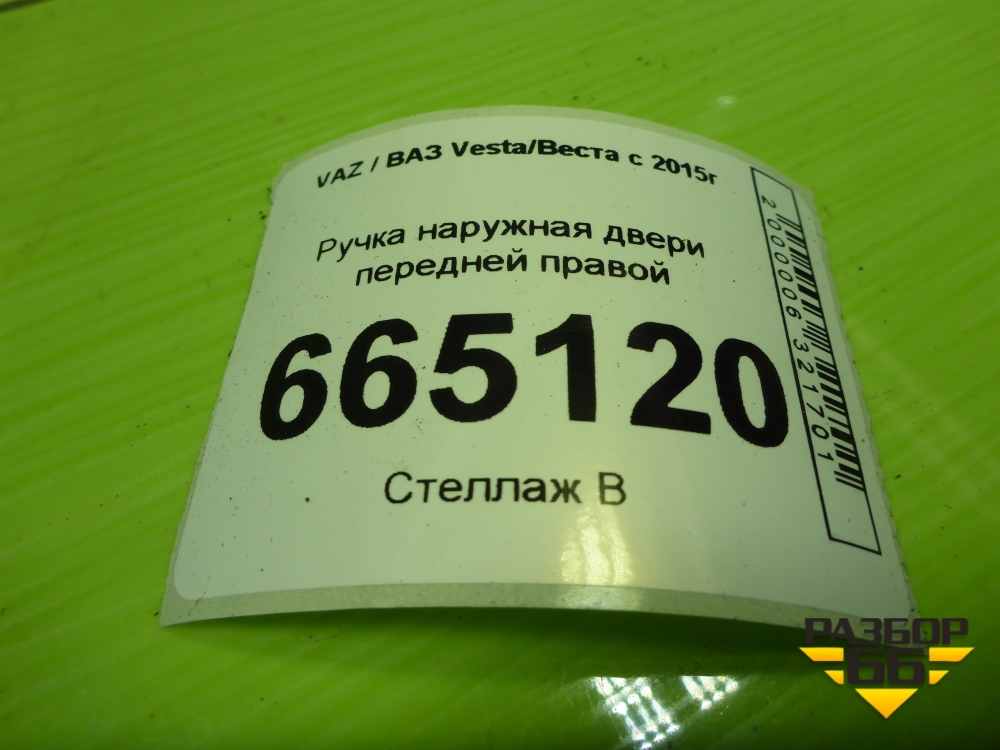 VAZ / ВАЗ Vesta/Веста с 2015г
Ручка наружная двери
передней правой
665120
Стеллаж В
2000006321701
РАЗБОР
66